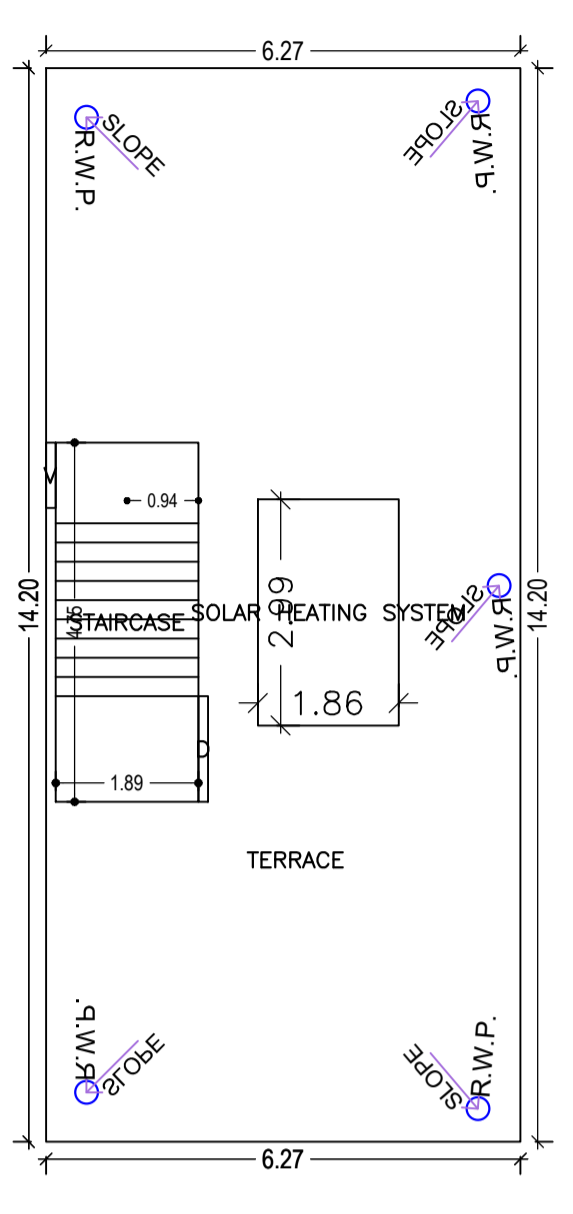 6.27
SLOPE
R.W.P.
SLOPE
R.W.P.
V
0.94
14.20
STAIRCASE
SOLAR HEATING SYSTEM
2.99
SLOPE
R.W.P.
14.20
1.86
D
1.89
TERRACE
R.W.P.
SLOPE
SLOPE
R.W.P.
6.27